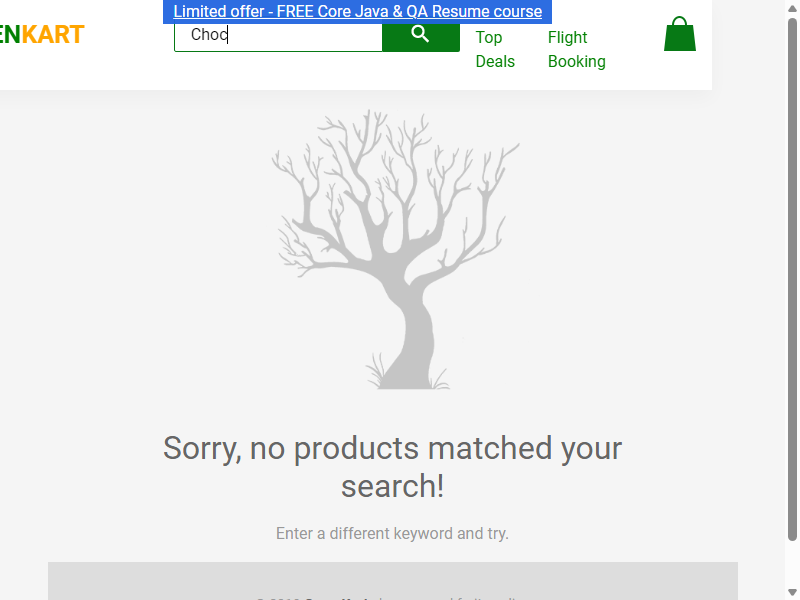 Limited offer - FREE Core Java & QA Resume course
ENKART
Choc
Top
Deals
Flight
Booking
Sorry, no products matched your
search!
Enter a different keyword and try.